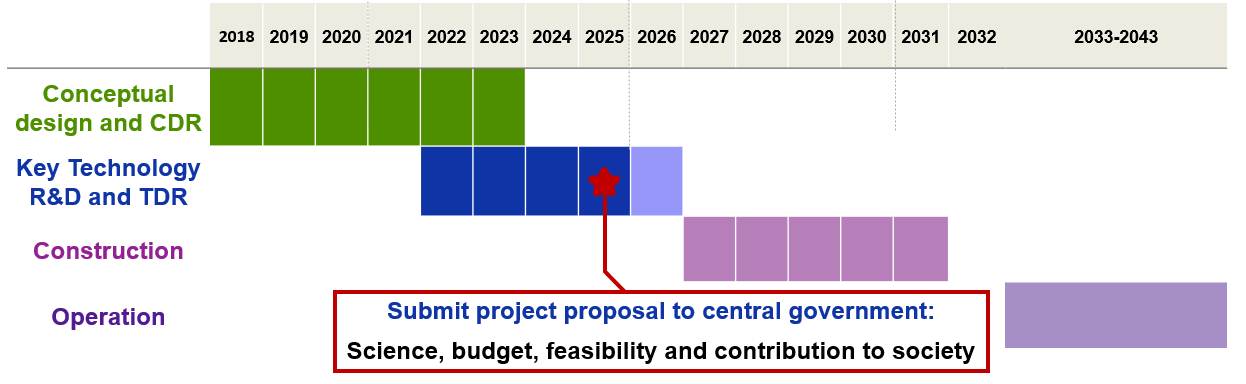 2018 2019 2020 2021 2022 2023 2024 2025 2026 2027 2028 2029 2030 2031 2032 2033-2043
Conceptual
design and CDR
Key Technology
R&D and TDR
Construction
Operation
Submit project proposal to central government:
Science, budget, feasibility and contribution to society